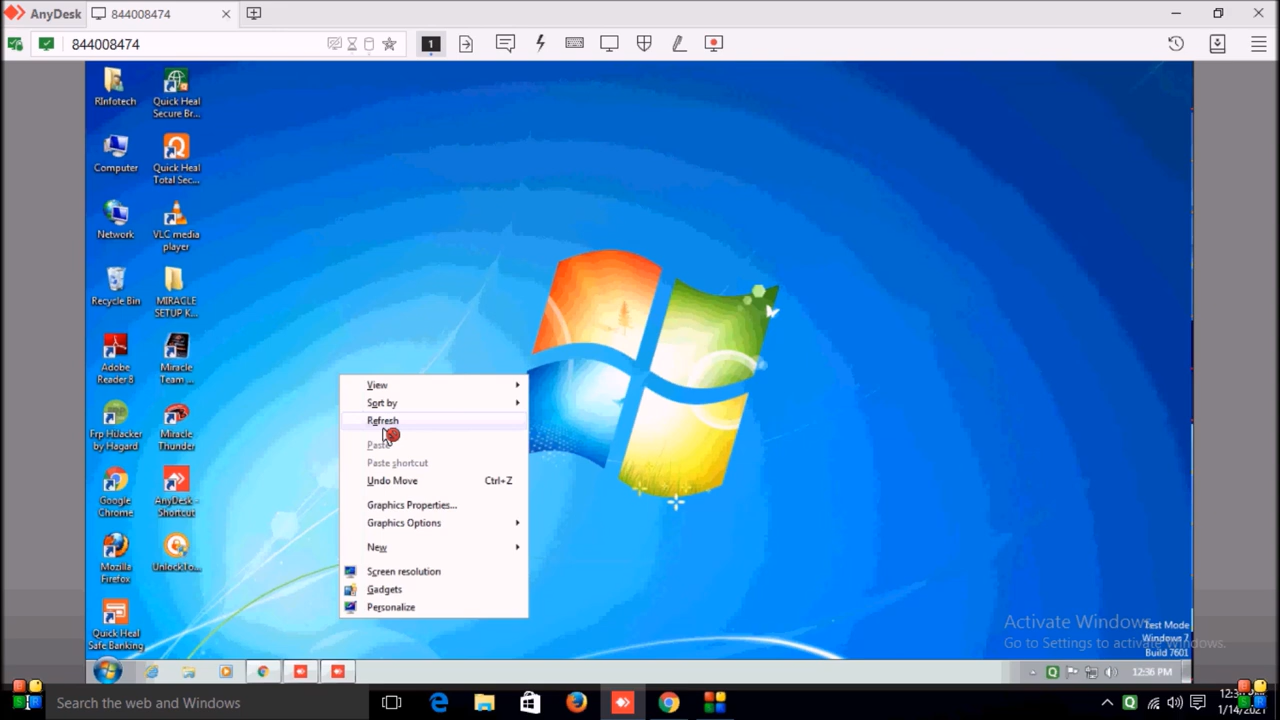 AnyDesk
844008474
844008474
1
RInfotech
Quick Heal
Secure Br...
Computer
Quick Heal
Total Sec...
Network
VLC media
player
Recycle Bin
MIRACLE
SETUP K...
Adobe
Reader 8
Miracle
Team ...
Frp HiJacker
by Hagard
Miracle
Thunder
Google
Chrome
AnyDesk -
Shortcut
Mozilla
Firefox
UnlockTo...
Quick Heal
Safe Banking
View
Sort by
Refresh
Paste
Paste shortcut
Undo Move Ctrl+Z
Graphics Properties...
Graphics Options
New
Screen resolution
Gadgets
Personalize
Activate Windows
Go to Settings to activate Windows.
Test Mode
Windows 7
Build 7601
12:36 PM
Search the web and Windows